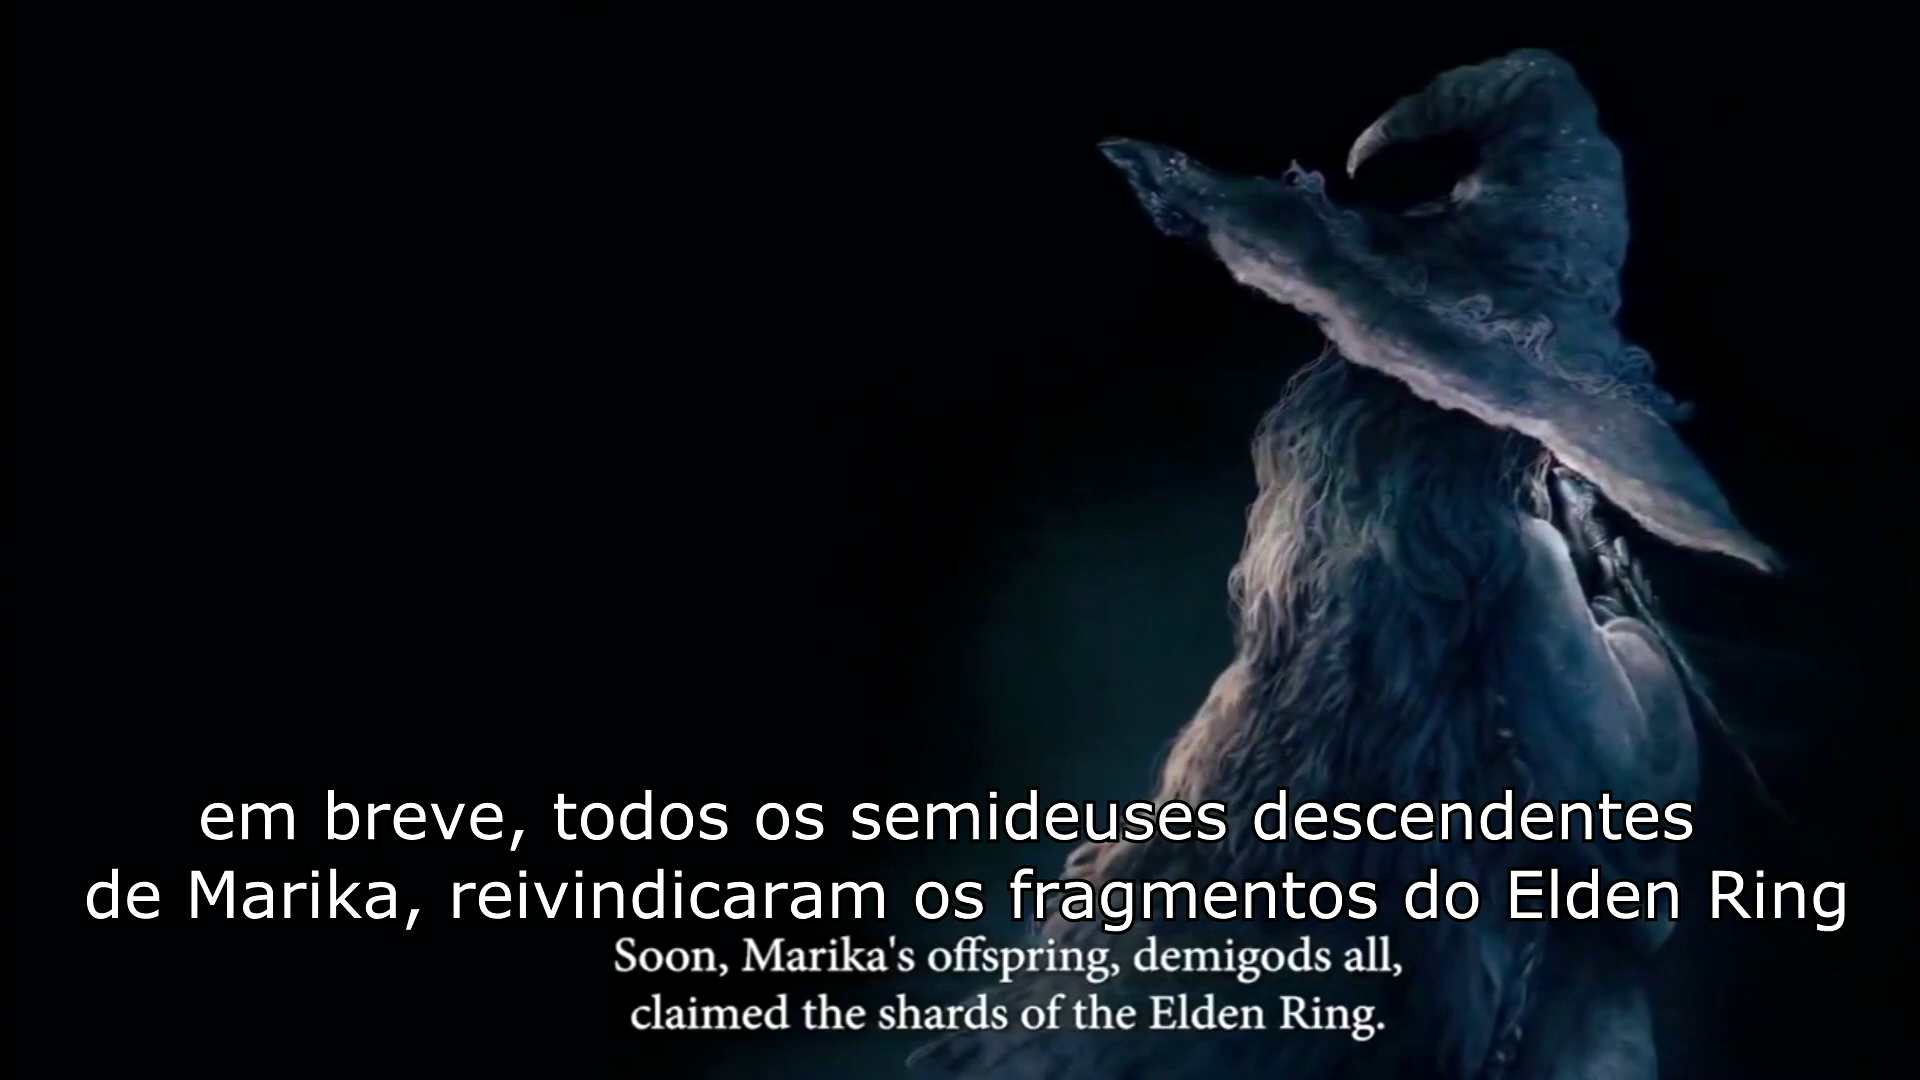 em breve, todos os semideuses descendentes
de Marika, reivindicaram os fragmentos do Elden Ring
Soon, Marika's offspring, demigods all,
claimed the shards of the Elden Ring.